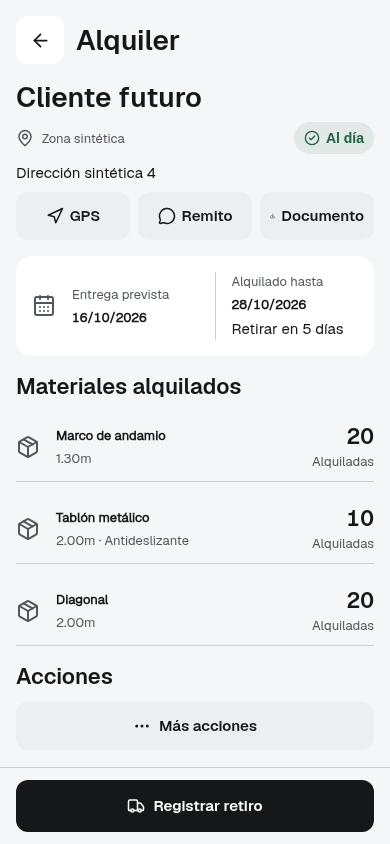 Alquiler
Cliente futuro
Zona sintética
Al día
Dirección sintética 4
GPS
Remito
Documento
Entrega prevista
16/10/2026
Alquilado hasta
28/10/2026
Retirar en 5 días
Materiales alquilados
Marco de andamio
1.30m
20
Alquiladas
Tablón metálico
2.00m · Antideslizante
10
Alquiladas
Diagonal
2.00m
20
Alquiladas
Acciones
Más acciones
Registrar retiro